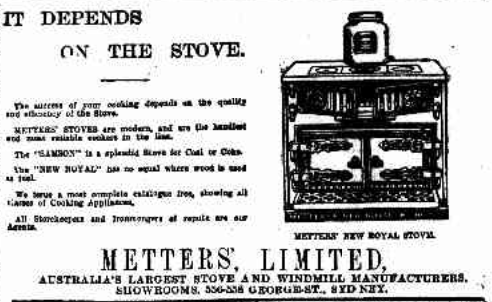 IT DEPENDS
ON THE STOVE.
The success of your cooking depends on the quality
and efficiency of the Stove.
METTERS' STOVES are modern, and are the handiest
and most reliable cookers in the line.
The "SAMSON" is a splendid Stove for Coal or Coke.
The "NEW ROYAL" has no equal where wood is used
as fuel.
We issue a most complete catalogue free, showing all
classes of Cooking Appliances.
All Storekeepers and Ironmongers of repute are our
Agents.
METTERS' NEW ROYAL STOVE.
METTERS', LIMITED,
AUSTRALIA'S LARGEST STOVE AND WINDMILL MANUFACTURERS.
SHOWROOMS, 536-538 GEORGE-ST., SYDNEY.